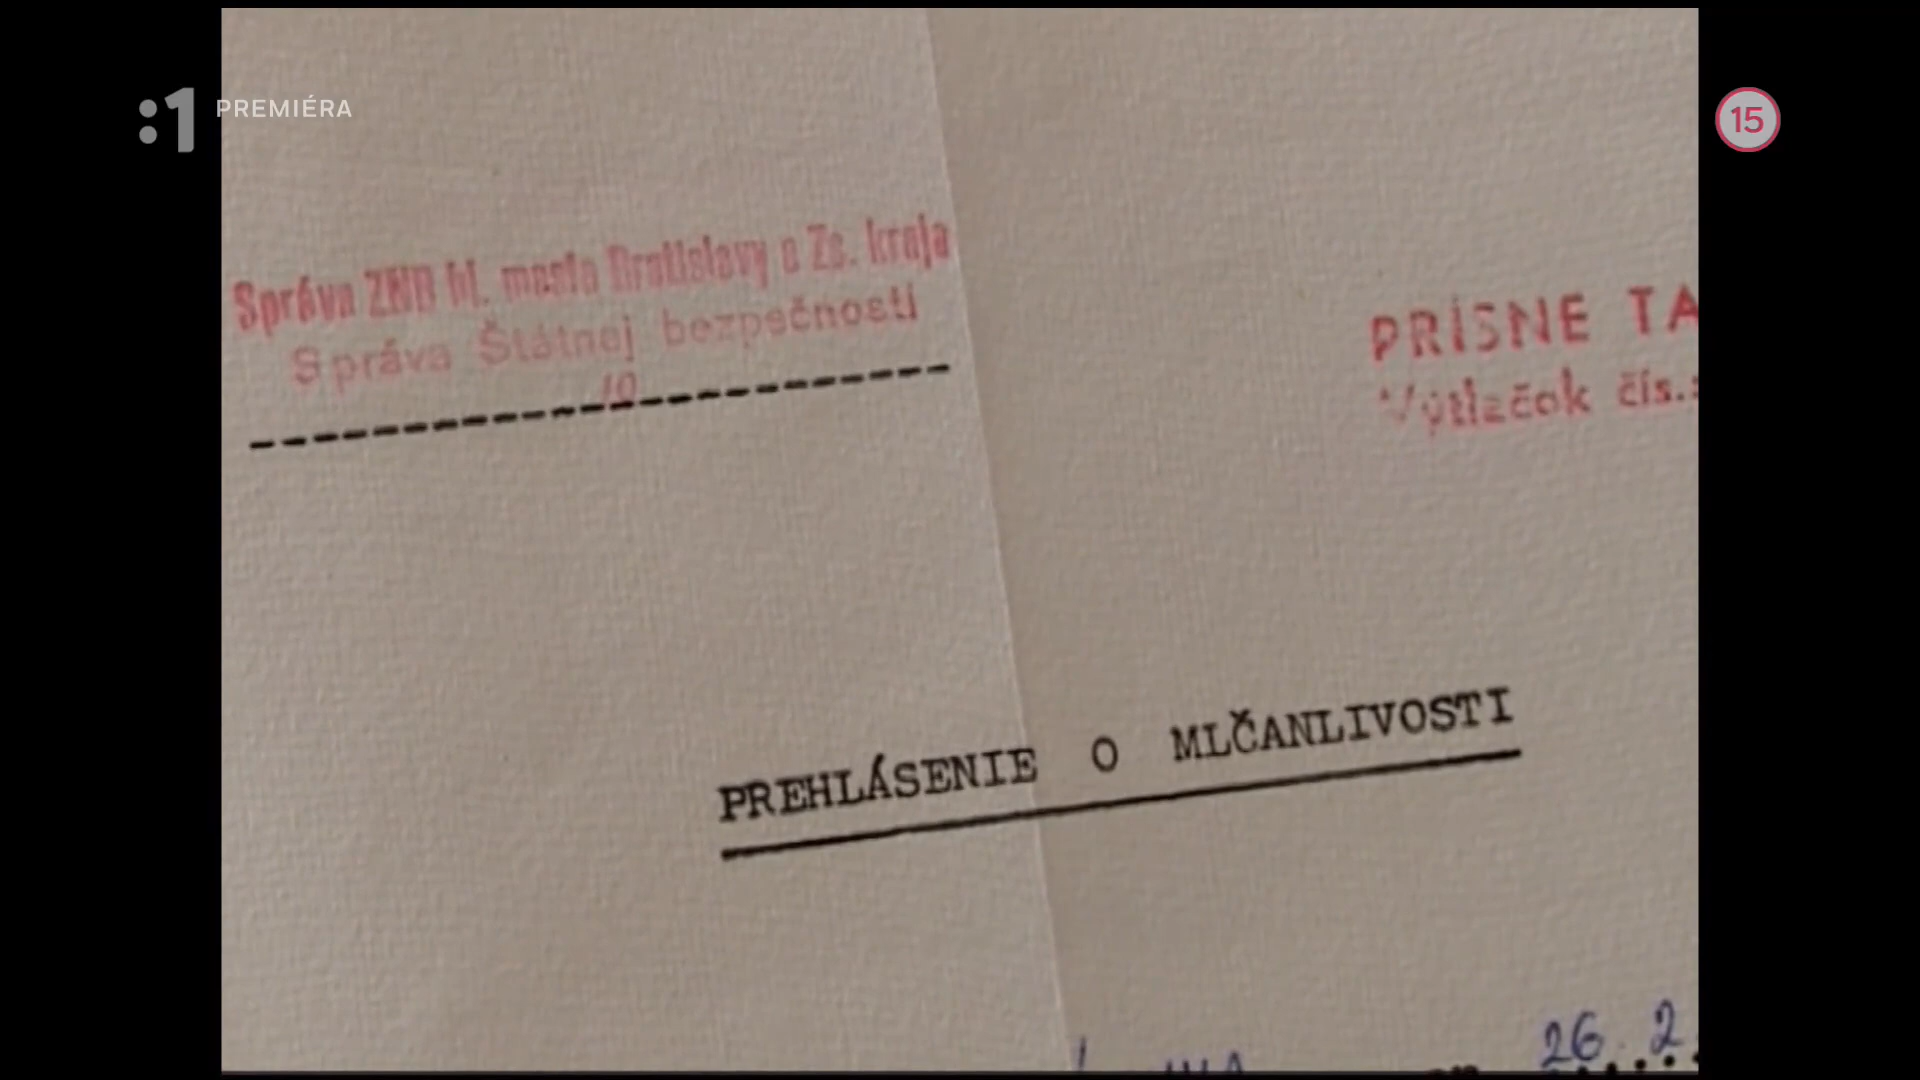 :1 PREMIÉRA
15
Správa ZNB hl. mesta Bratislavy a Zs. kraja
Správa Štátnej bezpečnosti
10
PRÍSNE TA
Výtlačok čís.:
PREHLÁSENIE O MLČANLIVOSTI
26. 2.